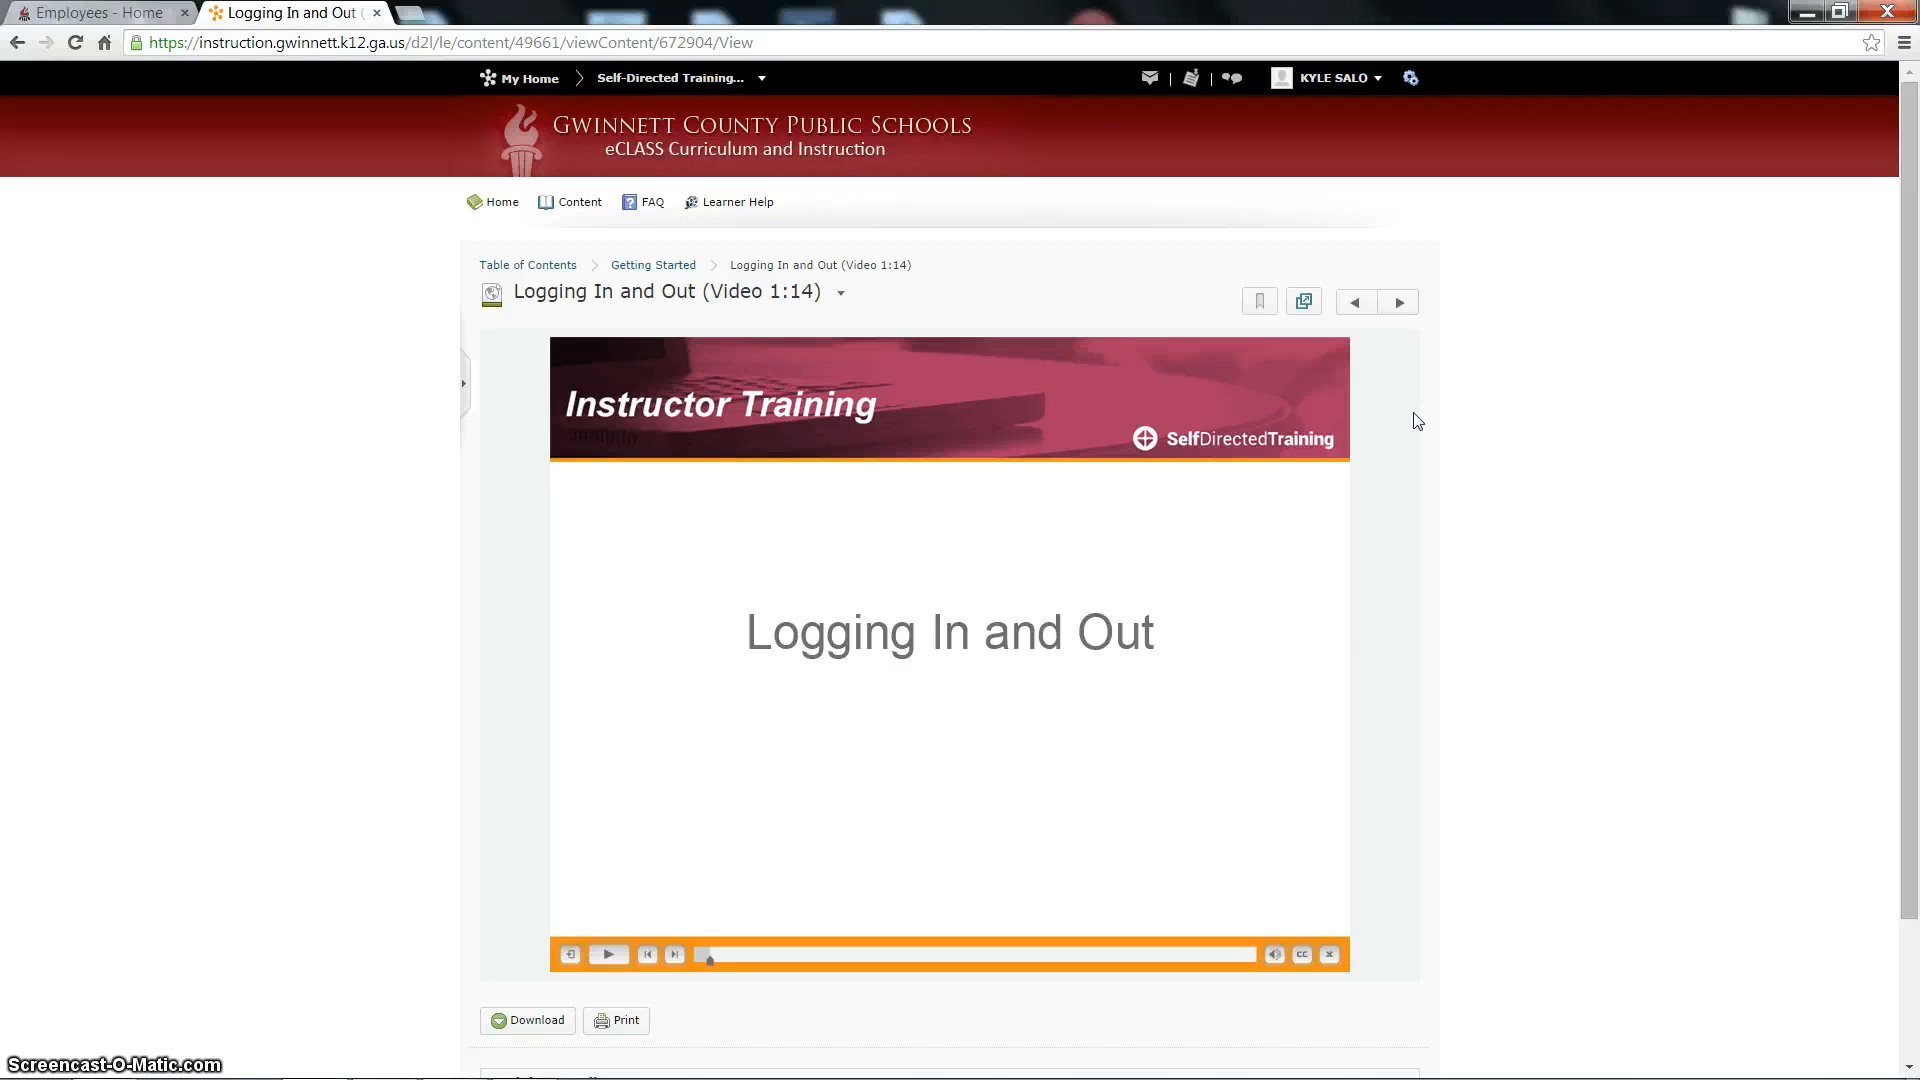 Employees - Home
Logging In and Out (
https://instruction.gwinnett.k12.ga.us/d2l/le/content/49661/viewContent/672904/View
My Home
Self-Directed Training...
KYLE SALO
GWINNETT COUNTY PUBLIC SCHOOLS
eCLASS Curriculum and Instruction
Home
Content
FAQ
Learner Help
Table of Contents
Getting Started
Logging In and Out (Video 1:14)
Logging In and Out (Video 1:14)
Instructor Training
SelfDirectedTraining
Logging In and Out
CC
Download
Print
Screencast-O-Matic.com